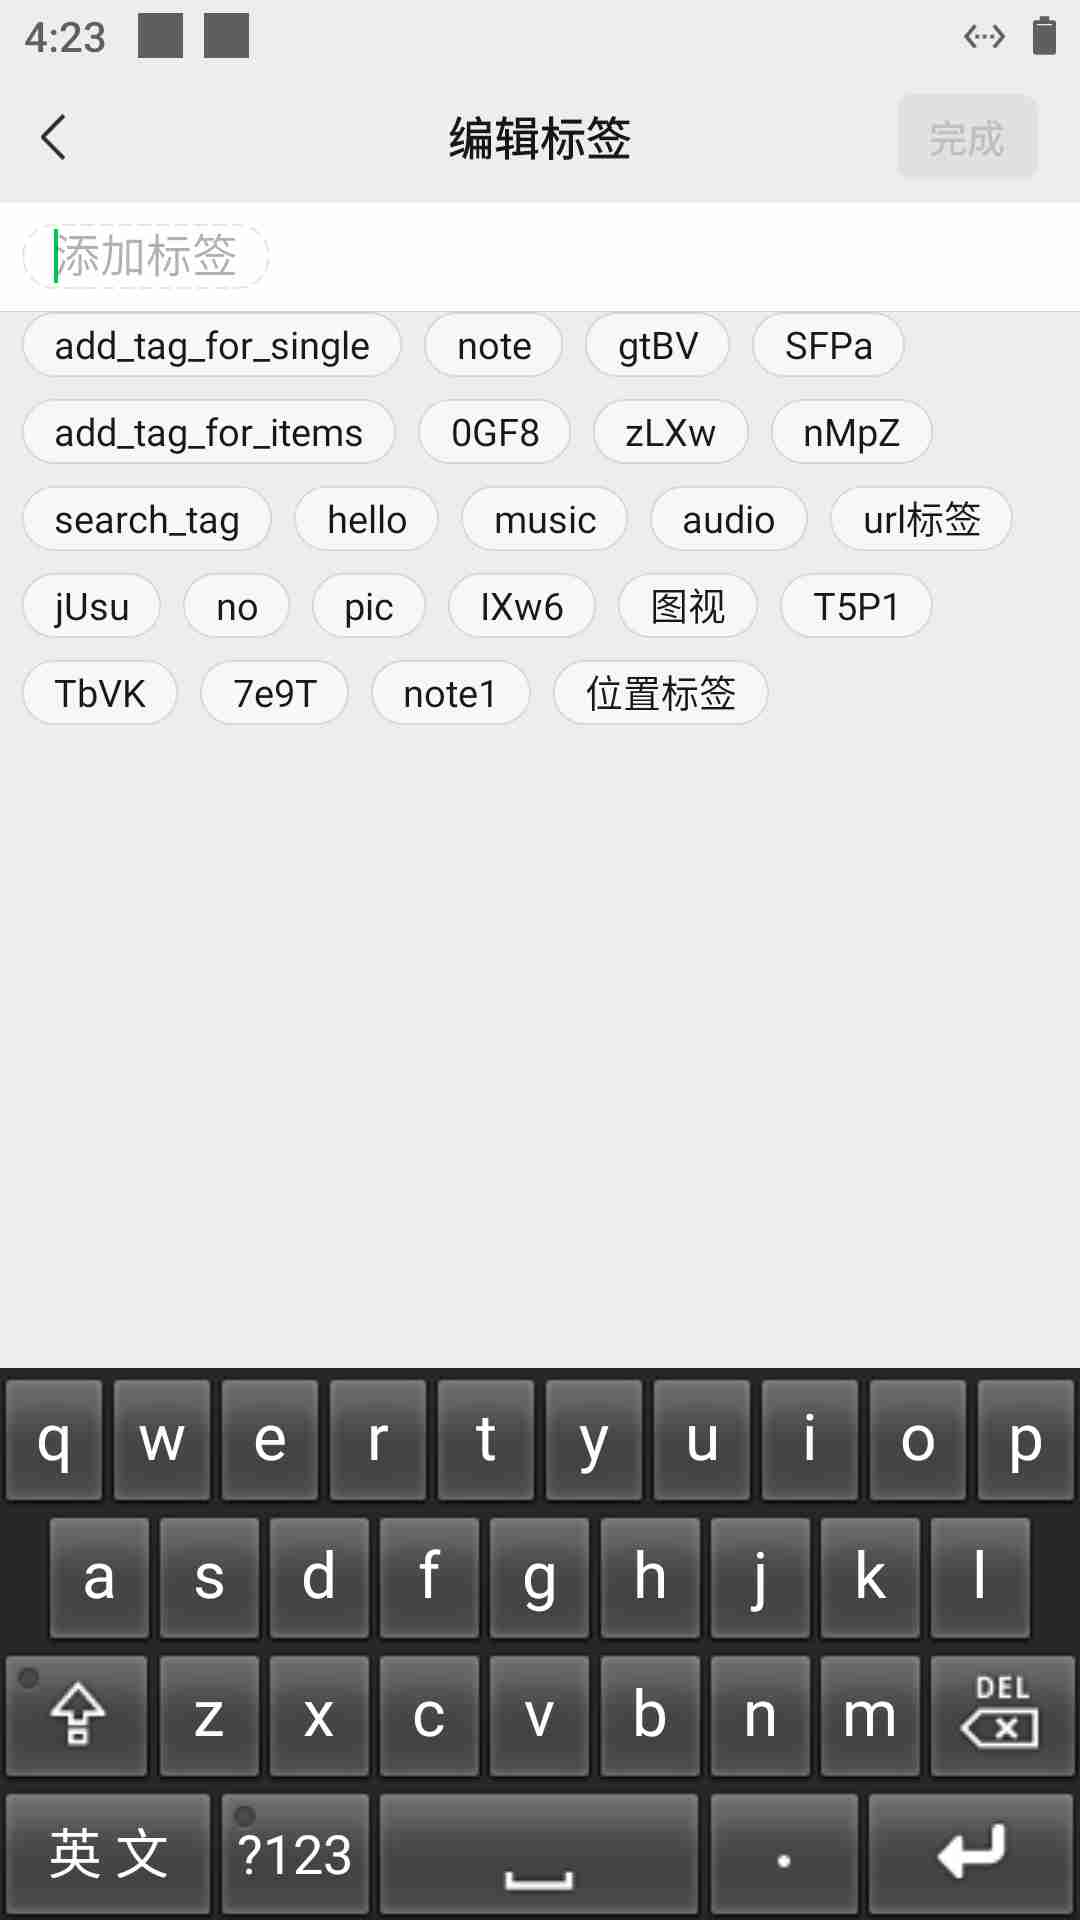 4:23
编辑标签 完成
添加标签
add_tag_for_single note gtBV SFPa
add_tag_for_items 0GF8 zLXw nMpZ
search_tag hello music audio url标签
jUsu no pic IXw6 图视 T5P1
TbVK 7e9T note1 位置标签
q w e r t y u i o p
a s d f g h j k l
z x c v b n m DEL
英文 ?123 .